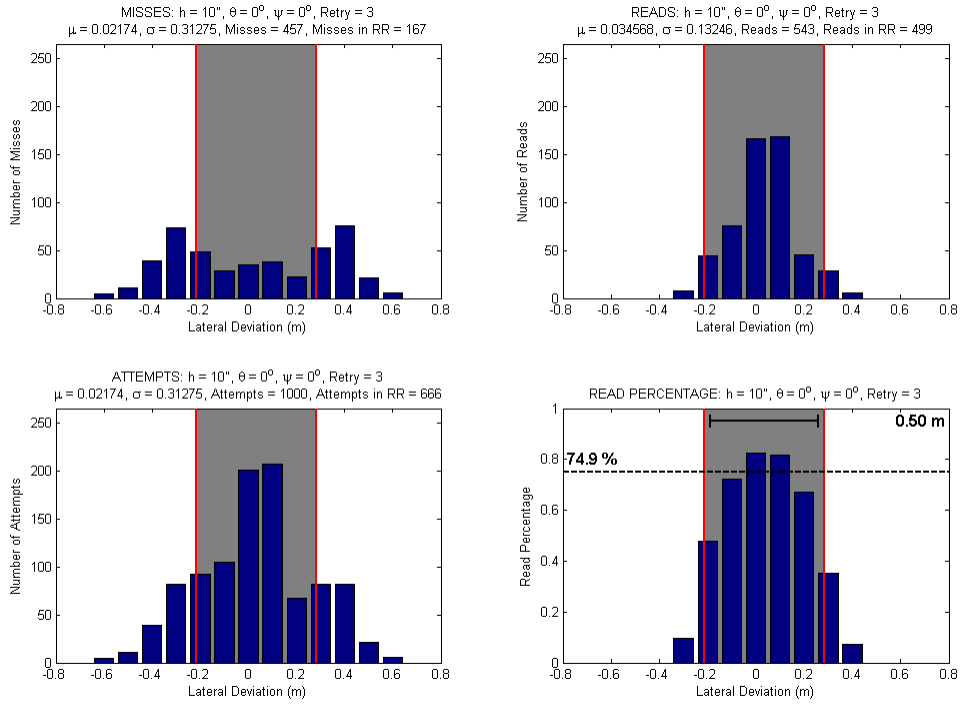 MISSES: h = 10", θ = 0°, ψ = 0°, Retry = 3
μ = 0.02174, σ = 0.31275, Misses = 457, Misses in RR = 167
250
200
150
100
50
0
Number of Misses
-0.8 -0.6 -0.4 -0.2 0 0.2 0.4 0.6 0.8
Lateral Deviation (m)
READS: h = 10", θ = 0°, ψ = 0°, Retry = 3
μ = 0.034568, σ = 0.13246, Reads = 543, Reads in RR = 499
250
200
150
100
50
0
Number of Reads
-0.8 -0.6 -0.4 -0.2 0 0.2 0.4 0.6 0.8
Lateral Deviation (m)
ATTEMPTS: h = 10", θ = 0°, ψ = 0°, Retry = 3
μ = 0.02174, σ = 0.31275, Attempts = 1000, Attempts in RR = 666
250
200
150
100
50
0
Number of Attempts
-0.8 -0.6 -0.4 -0.2 0 0.2 0.4 0.6 0.8
Lateral Deviation (m)
READ PERCENTAGE: h = 10", θ = 0°, ψ = 0°, Retry = 3
1
0.50 m
0.8
74.9 %
0.6
0.4
0.2
0
Read Percentage
-0.8 -0.6 -0.4 -0.2 0 0.2 0.4 0.6 0.8
Lateral Deviation (m)